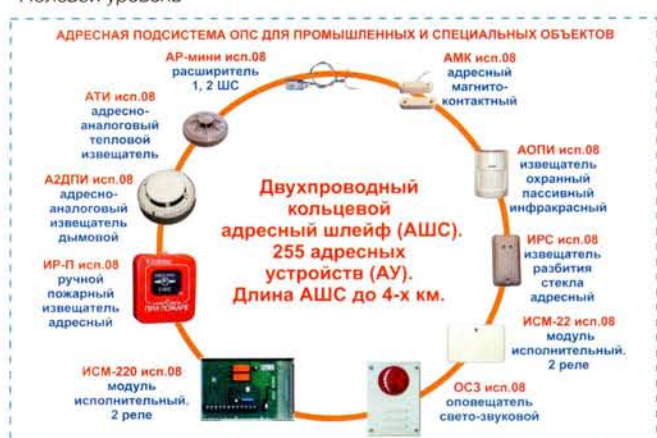 Полевой уровень
АДРЕСНАЯ ПОДСИСТЕМА ОПС ДЛЯ ПРОМЫШЛЕННЫХ И СПЕЦИАЛЬНЫХ ОБЪЕКТОВ
АР-мини исп.08
расширитель
1, 2 ШС
АМК исп.08
адресный
магнито-
контактный
АТИ исп.08
адресно-
аналоговый
тепловой
извещатель
АОПИ исп.08
извещатель
охранный
пассивный
инфракрасный
А2ДПИ исп.08
адресно-
аналоговый
извещатель
дымовой
Двухпроводный
кольцевой
адресный шлейф (АШС).
255 адресных
устройств (АУ).
Длина АШС до 4-х км.
ИРС исп.08
извещатель
разбития
стекла
адресный
ИР-П исп.08
ручной
пожарный
извещатель
адресный
ПРИ ПОЖАРЕ
ИСМ-22 исп.08
модуль
исполнительный.
2 реле
ИСМ-220 исп.08
модуль
исполнительный.
2 реле
ОСЗ исп.08
оповещатель
свето-звуковой